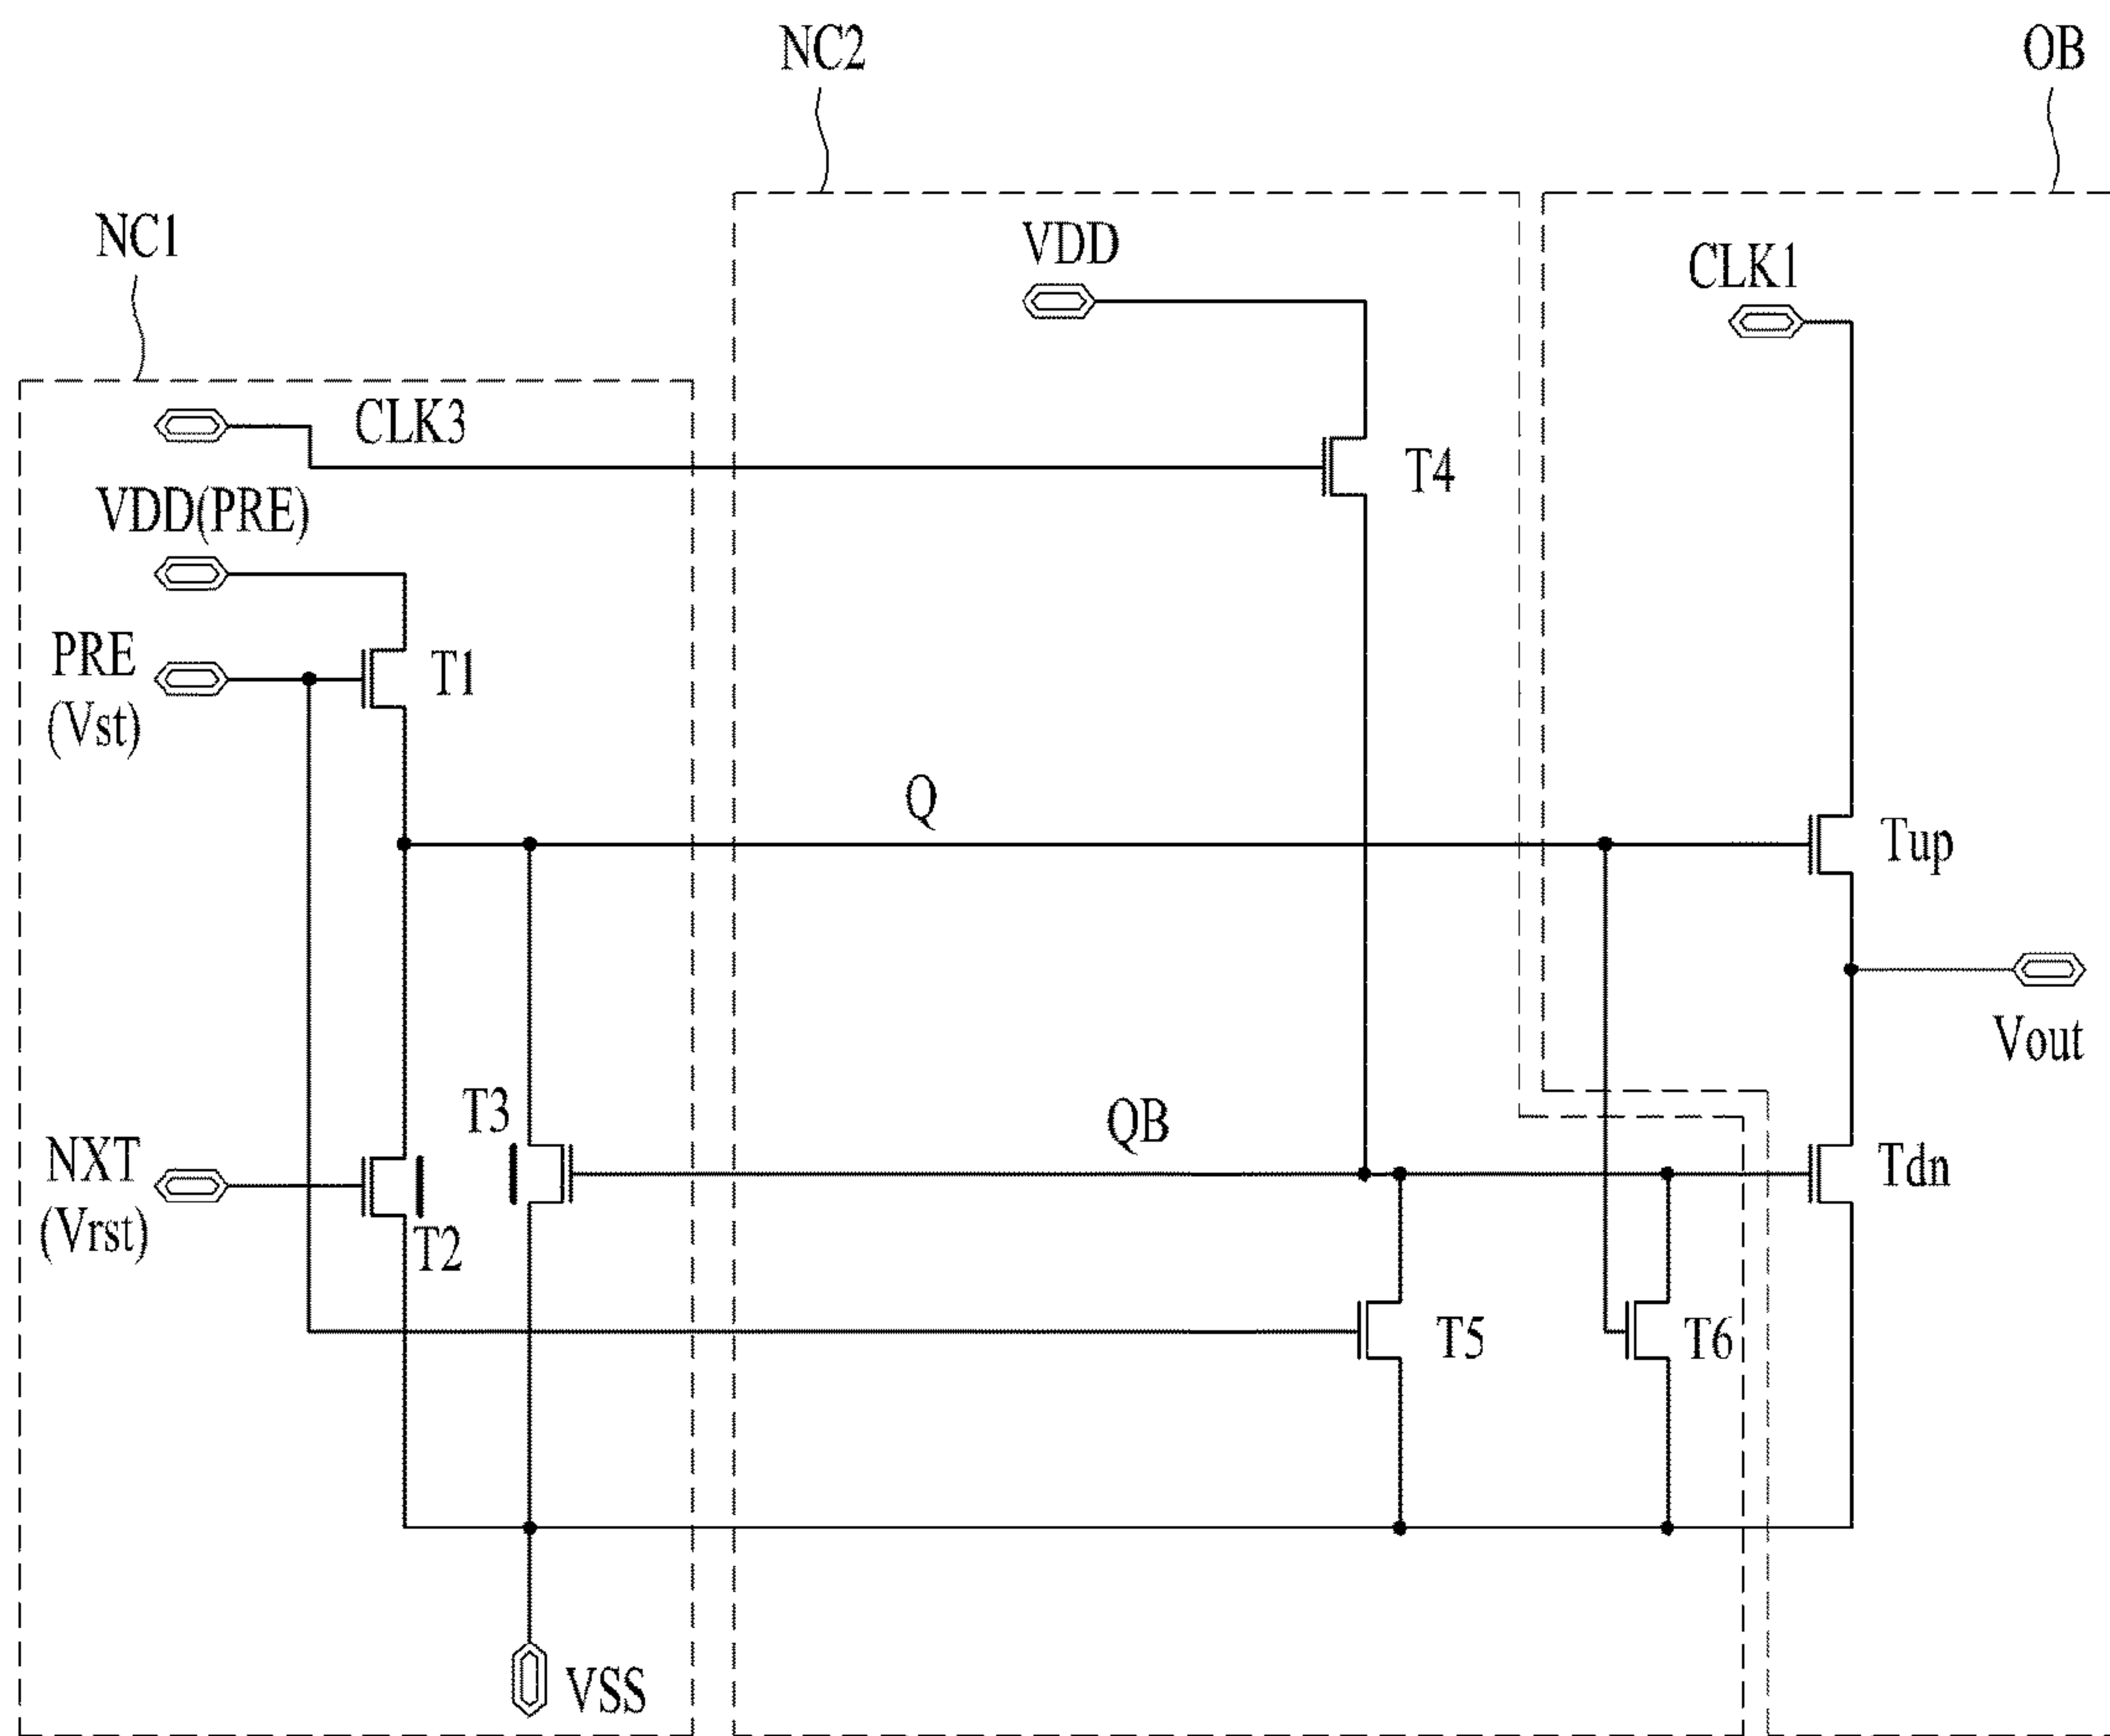 NC2
OB
NC1
VDD
CLK1
CLK3
T4
VDD(PRE)
PRE
(Vst)
T1
Q
Tup
Vout
T3
QB
NXT
(Vrst)
T2
Tdn
T5
T6
VSS